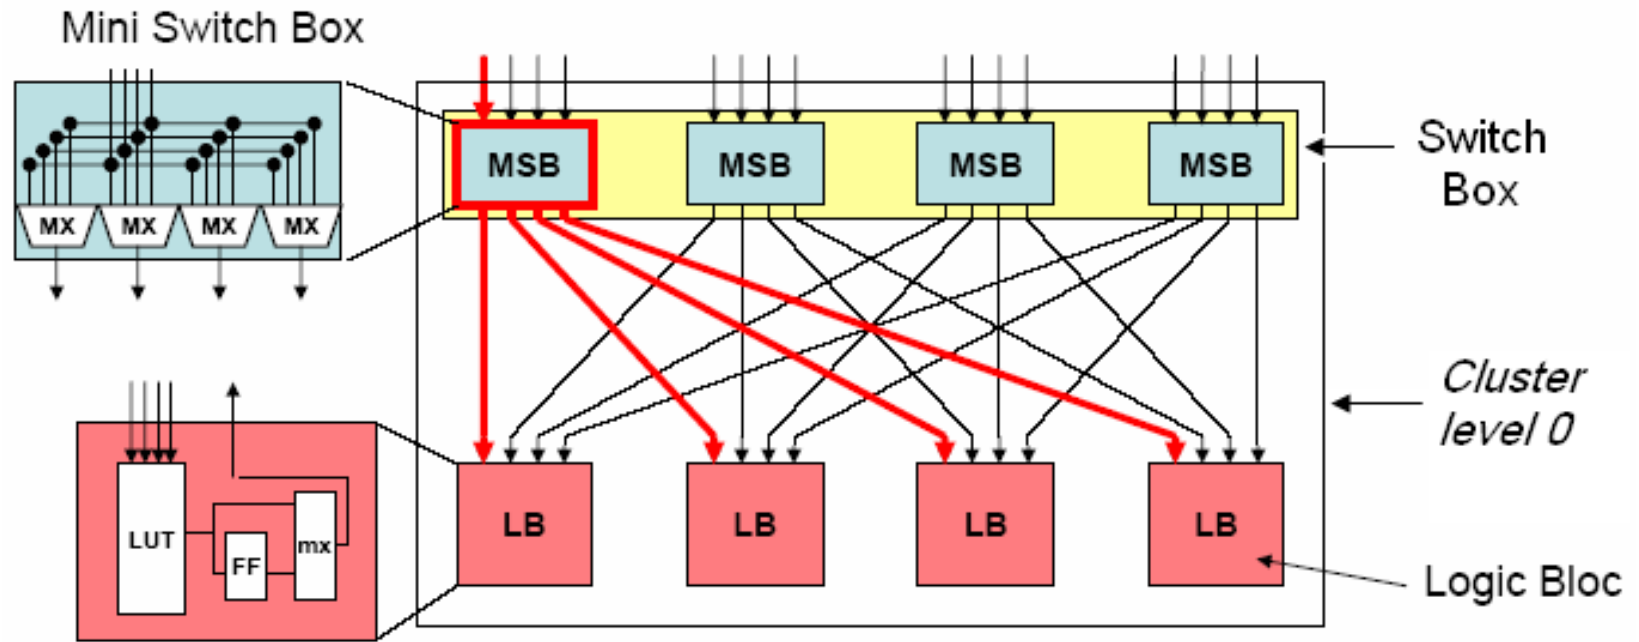 Mini Switch Box
MX MX MX MX
MSB MSB MSB MSB
Switch
Box
Cluster
level 0
LUT
FF
mx
LB LB LB LB
Logic Bloc